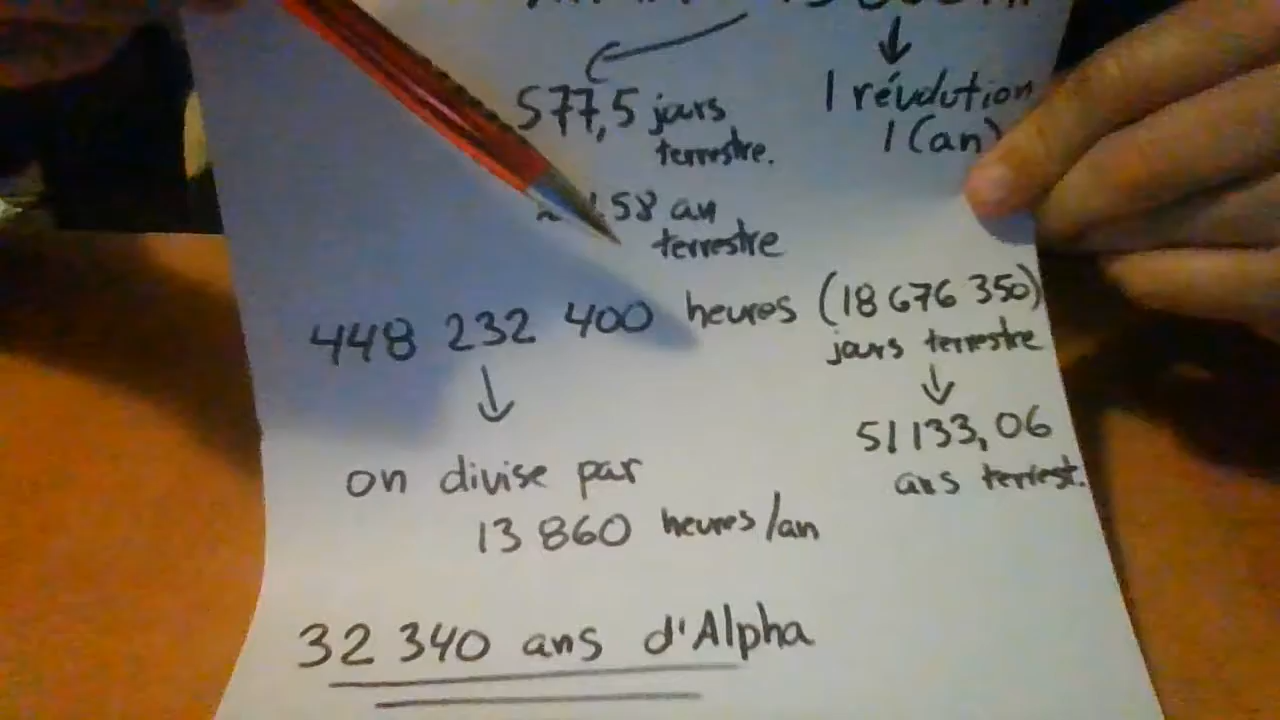 577,5 jours
terrestre.
1 révolution
1 (an)
58 an
terrestre
448 232 400 heures (18 676 350)
jours terrestre
51 133, 06
ans terrest.
on divise par
13 860 heures/an
32 340 ans d'Alpha